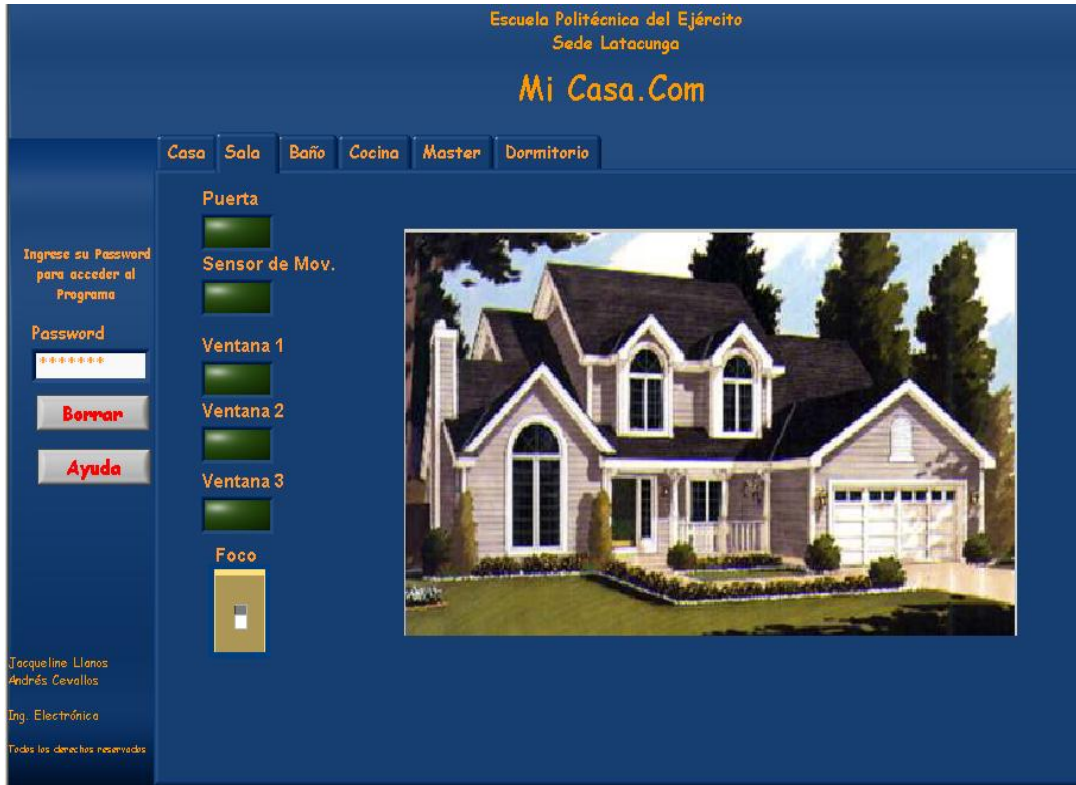 Escuela Politécnica del Ejército
Sede Latacunga
Mi Casa.Com
Casa Sala Baño Cocina Master Dormitorio
Ingrese su Password
para acceder al
Programa
Password
*******
Borrar
Ayuda
Puerta
Sensor de Mov.
Ventana 1
Ventana 2
Ventana 3
Foco
Jacqueline Llanos
Andrés Cevallos
Ing. Electrónica
Todos los derechos reservados